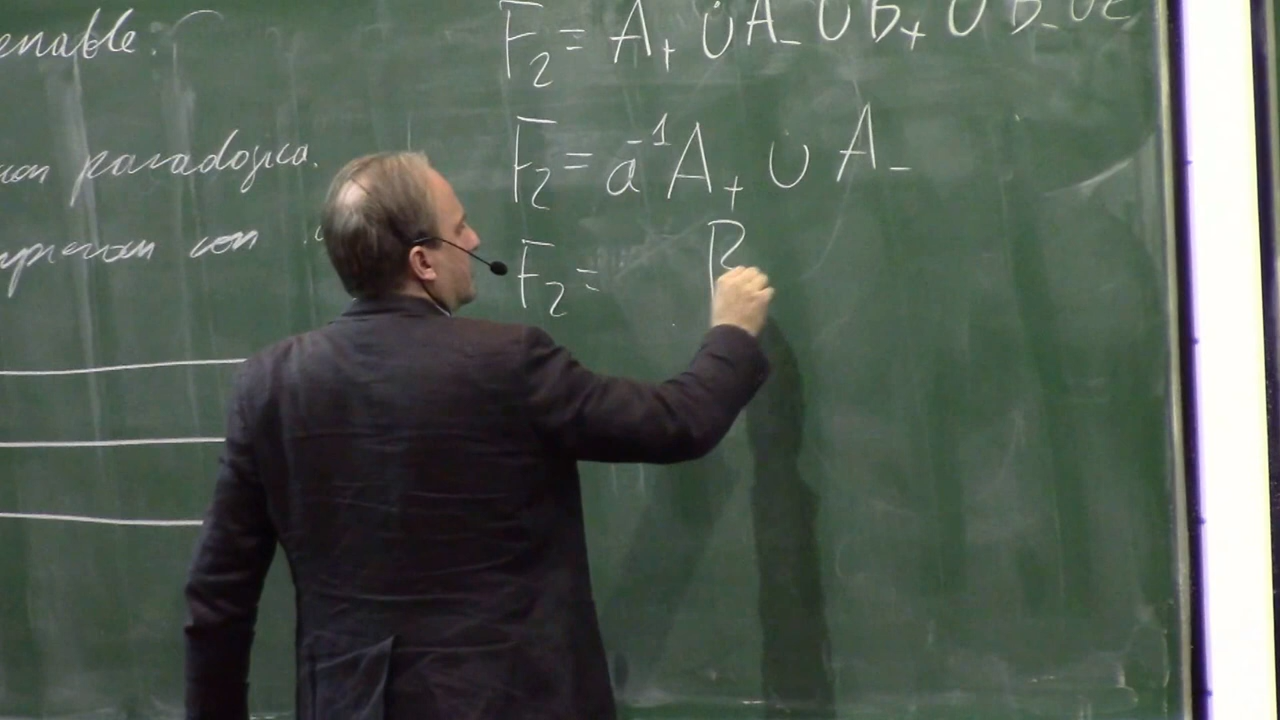 enable.
F₂ = A₊ ∪ A₋ ∪ B₊ ∪ B₋ ∪ e
paradojica.
F₂ = a⁻¹A₊ ∪ A₋
con
F₂ = B